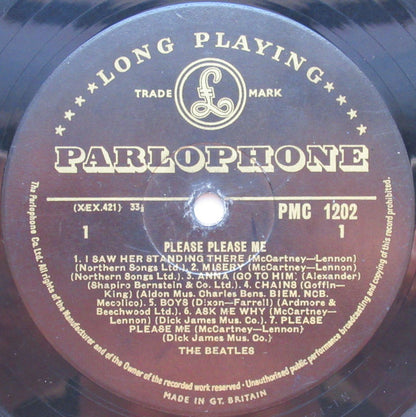 LONG PLAYING
TRADE MARK
£
PARLOPHONE
(XEX.421) 33⅓ PMC 1202
1 1
PLEASE PLEASE ME
1. I SAW HER STANDING THERE (McCartney—Lennon)
(Northern Songs Ltd.). 2. MISERY (McCartney—Lennon)
(Northern Songs Ltd.). 3. ANNA (GO TO HIM) (Alexander)
(Shapiro Bernstein & Co. Ltd.). 4. CHAINS (Goffin—
King) (Aldon Mus. Charles Bens. BIEM. NCB.
Mecolico). 5. BOYS (Dixon—Farrell) (Ardmore &
Beechwood Ltd.) 6. ASK ME WHY (McCartney—
Lennon) (Dick James Mus. Co.) 7. PLEASE
PLEASE ME (McCartney—Lennon)
(Dick James Mus. Co.)
THE BEATLES
The Parlophone Co. Ltd. All rights of the Manufacturer and of the Owner of the recorded work reserved · Unauthorised public performance broadcasting and copying of this record prohibited.
MADE IN GT. BRITAIN